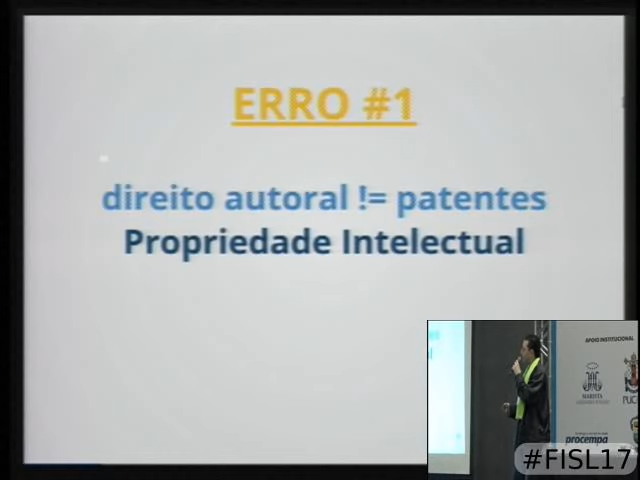 ERRO #1
direito autoral != patentes
Propriedade Intelectual
APOIO INSTITUCIONAL
MARISTA
PUC
procempa
#FISL17